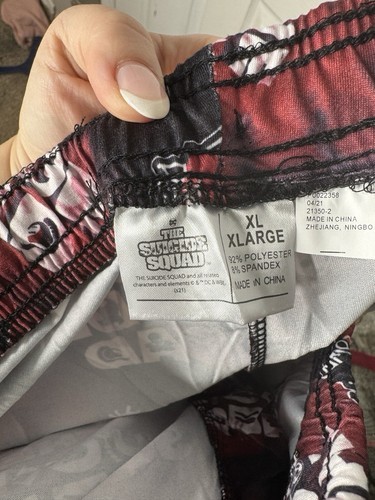 DC
THE
SUICIDE
SQUAD
THE SUICIDE SQUAD and all related
characters and elements © & ™ DC & WBEI.
(s21)
XL
XLARGE
92% POLYESTER
8% SPANDEX
MADE IN CHINA
04/21
21350-2
MADE IN CHINA
ZHEJIANG, NINGBO